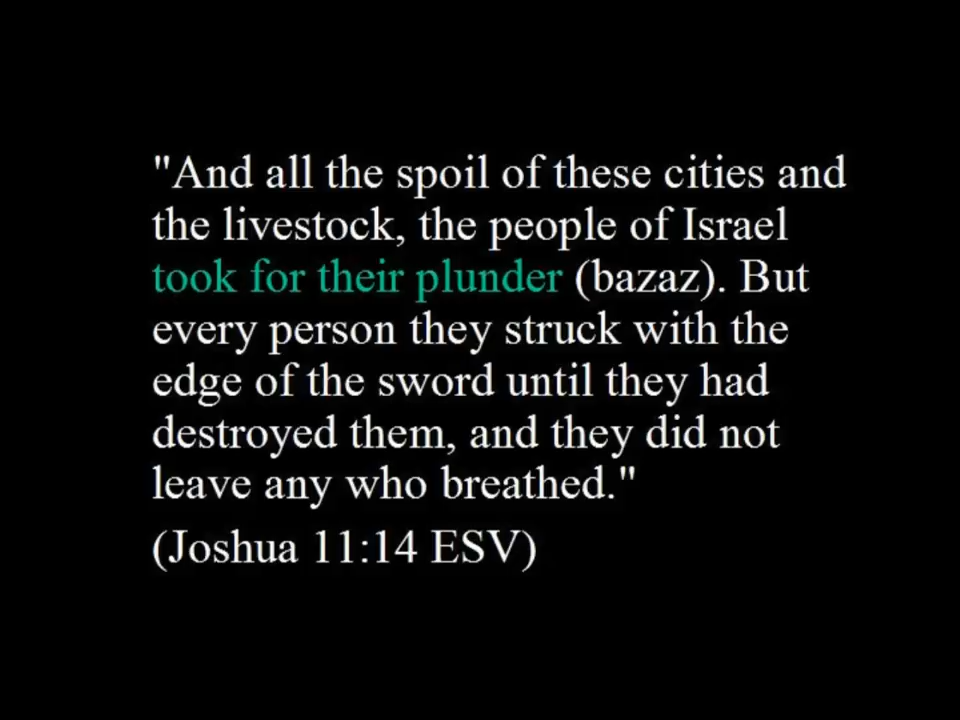 "And all the spoil of these cities and
the livestock, the people of Israel
took for their plunder (bazaz). But
every person they struck with the
edge of the sword until they had
destroyed them, and they did not
leave any who breathed."
(Joshua 11:14 ESV)